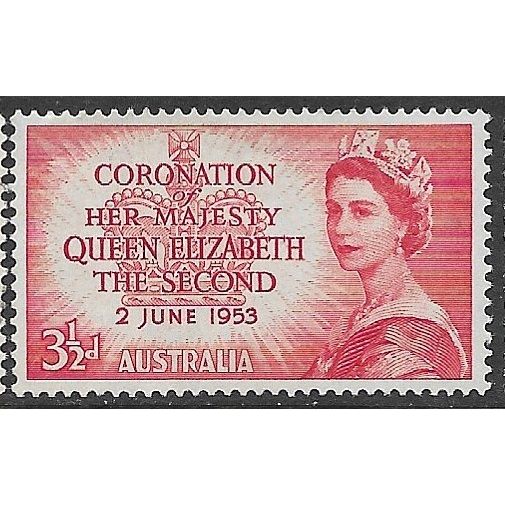 CORONATION
of
HER MAJESTY
QUEEN ELIZABETH
THE SECOND
2 JUNE 1953
3½d AUSTRALIA